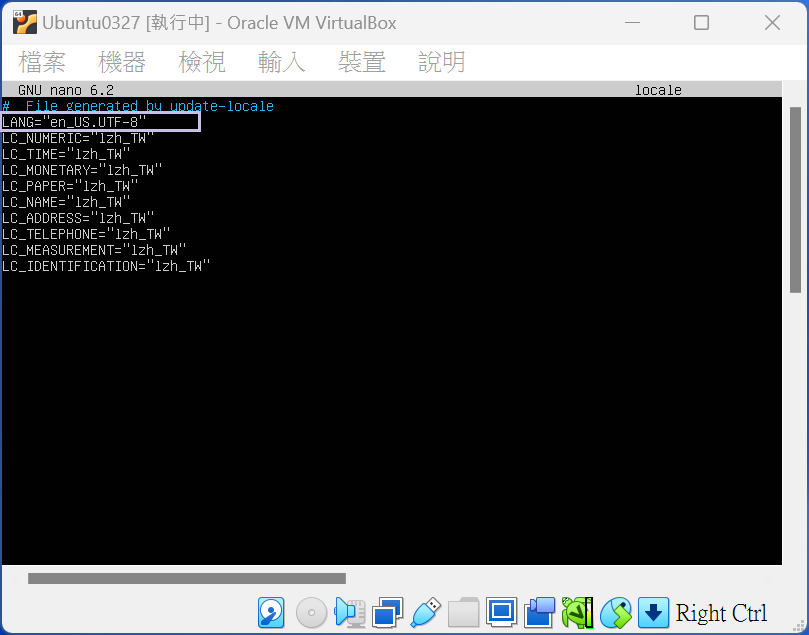 Ubuntu0327 [執行中] - Oracle VM VirtualBox
檔案 機器 檢視 輸入 裝置 說明
GNU nano 6.2 locale
#  File generated by update-locale
LANG="en_US.UTF-8"
LC_NUMERIC="lzh_TW"
LC_TIME="lzh_TW"
LC_MONETARY="lzh_TW"
LC_PAPER="lzh_TW"
LC_NAME="lzh_TW"
LC_ADDRESS="lzh_TW"
LC_TELEPHONE="lzh_TW"
LC_MEASUREMENT="lzh_TW"
LC_IDENTIFICATION="lzh_TW"
Right Ctrl